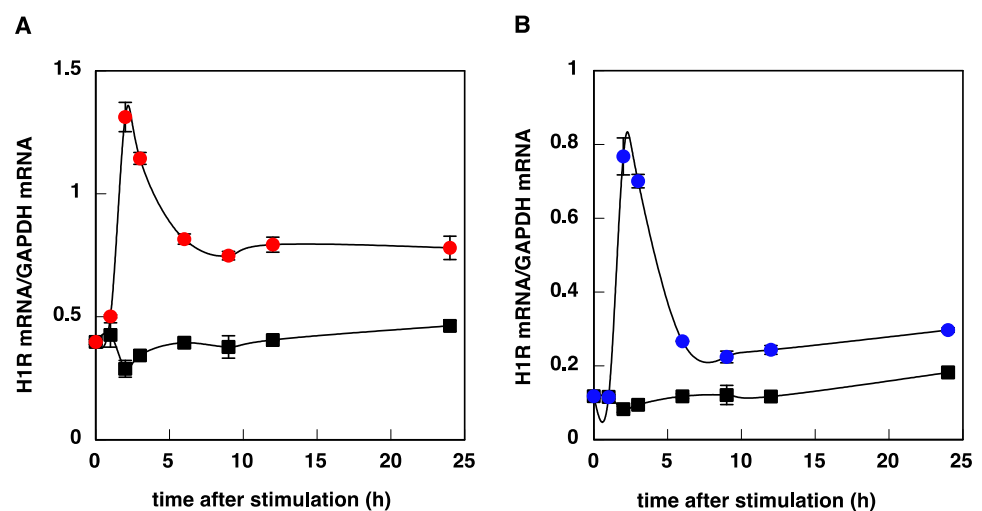 A
1.5
1
0.5
0
H1R mRNA/GAPDH mRNA
0 5 10 15 20 25
time after stimulation (h)
B
1
0.8
0.6
0.4
0.2
0
H1R mRNA/GAPDH mRNA
0 5 10 15 20 25
time after stimulation (h)